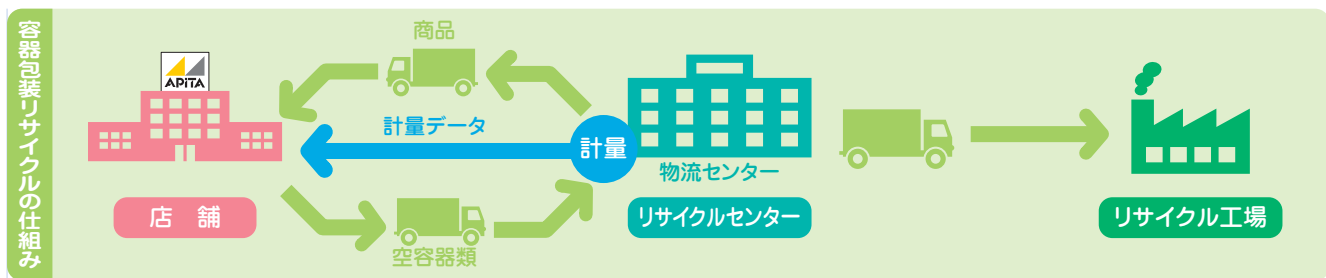 容器包装リサイクルの仕組み
商品
APiTA
計量データ
計量
物流センター
店舗
リサイクルセンター
リサイクル工場
空容器類